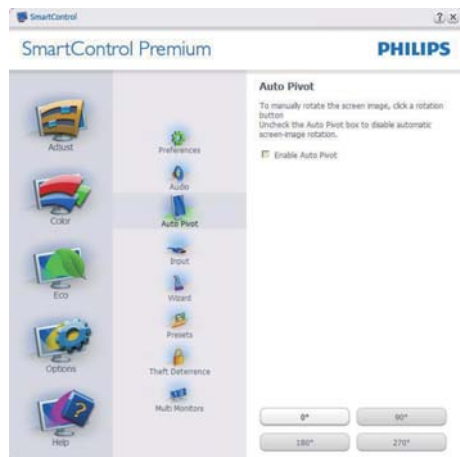 SmartControl
? x
SmartControl Premium
PHILIPS
Adjust
Color
Eco
Options
Help
Preferences
Audio
Auto Pivot
Input
Wizard
Presets
Theft Deterrence
Multi Monitors
Auto Pivot
To manually rotate the screen image, click a rotation
button
Uncheck the Auto Pivot box to disable automatic
screen-image rotation.
Enable Auto Pivot
0°
90°
180°
270°